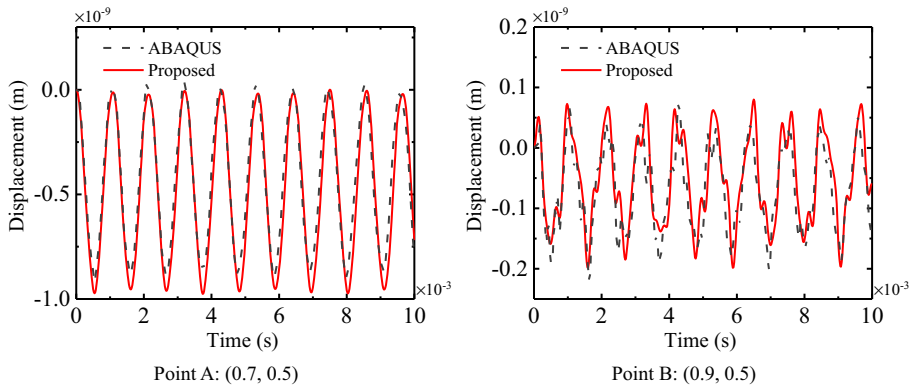 ×10⁻⁹
ABAQUS
Proposed
Displacement (m)
0.0
-0.5
-1.0
0 2 4 6 8 10
×10⁻³
Time (s)
Point A: (0.7, 0.5)
×10⁻⁹
ABAQUS
Proposed
Displacement (m)
0.2
0.1
0.0
-0.1
-0.2
0 2 4 6 8 10
×10⁻³
Time (s)
Point B: (0.9, 0.5)